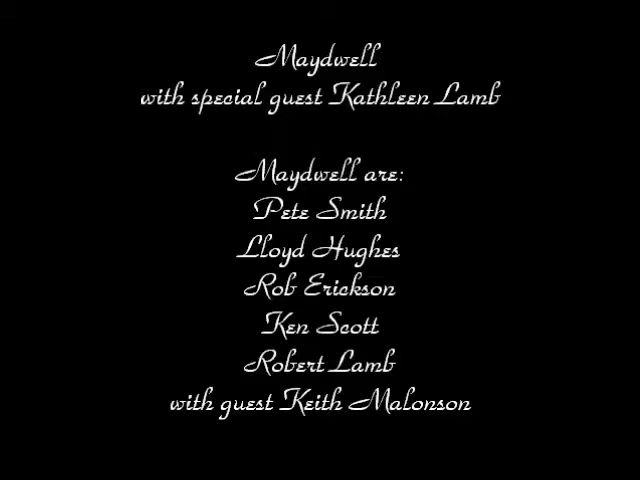 Maydwell
with special guest Kathleen Lamb
Maydwell are:
Pete Smith
Lloyd Hughes
Rob Erickson
Ken Scott
Robert Lamb
with guest Keith Malonson